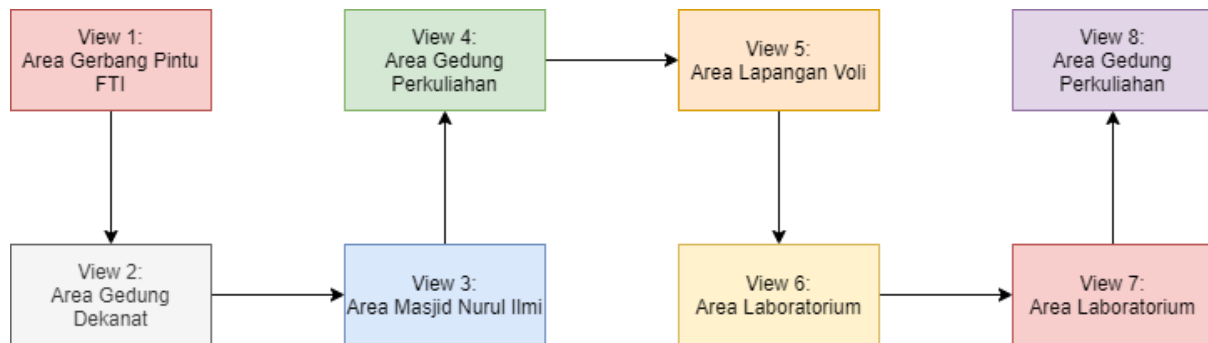 View 1:
Area Gerbang Pintu
FTI
View 2:
Area Gedung
Dekanat
View 3:
Area Masjid Nurul Ilmi
View 4:
Area Gedung
Perkuliahan
View 5:
Area Lapangan Voli
View 6:
Area Laboratorium
View 7:
Area Laboratorium
View 8:
Area Gedung
Perkuliahan